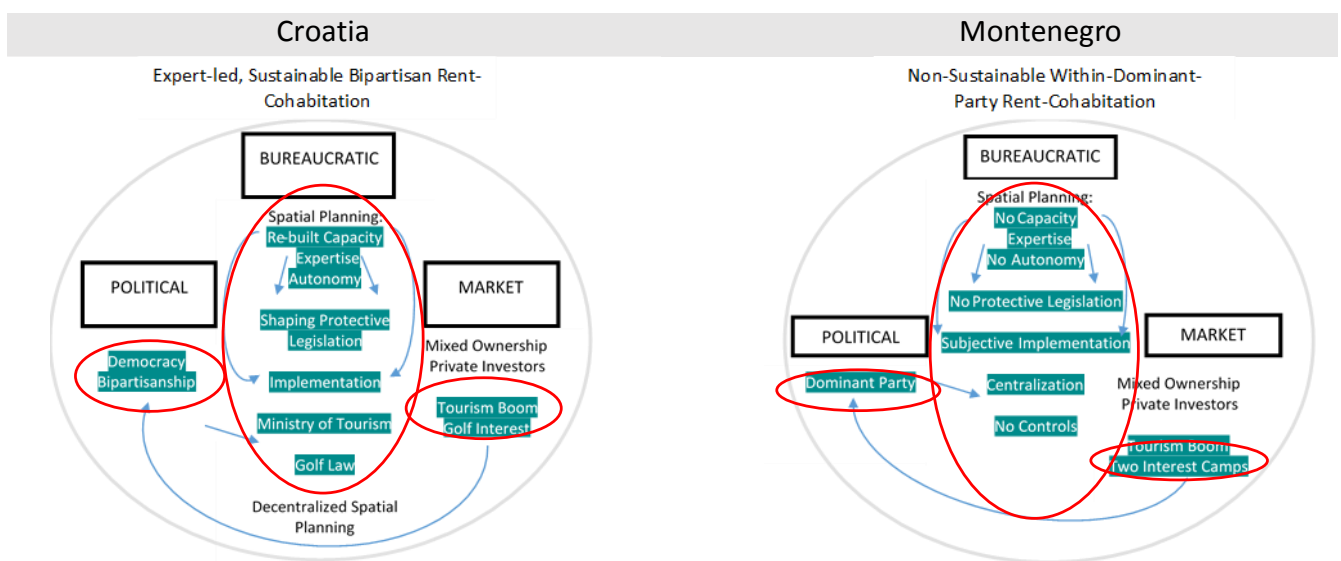 Croatia
Expert-led, Sustainable Bipartisan Rent-
Cohabitation
BUREAUCRATIC
Spatial Planning:
Re-built Capacity
Expertise
Autonomy
POLITICAL
MARKET
Shaping Protective
Legislation
Mixed Ownership
Private Investors
Democracy
Bipartisanship
Implementation
Tourism Boom
Golf Interest
Ministry of Tourism
Golf Law
Decentralized Spatial
Planning
Montenegro
Non-Sustainable Within-Dominant-
Party Rent-Cohabitation
BUREAUCRATIC
Spatial Planning:
No Capacity
Expertise
No Autonomy
No Protective Legislation
POLITICAL
Subjective Implementation
MARKET
Dominant Party
Centralization
Mixed Ownership
Private Investors
No Controls
Tourism Boom
Two Interest Camps